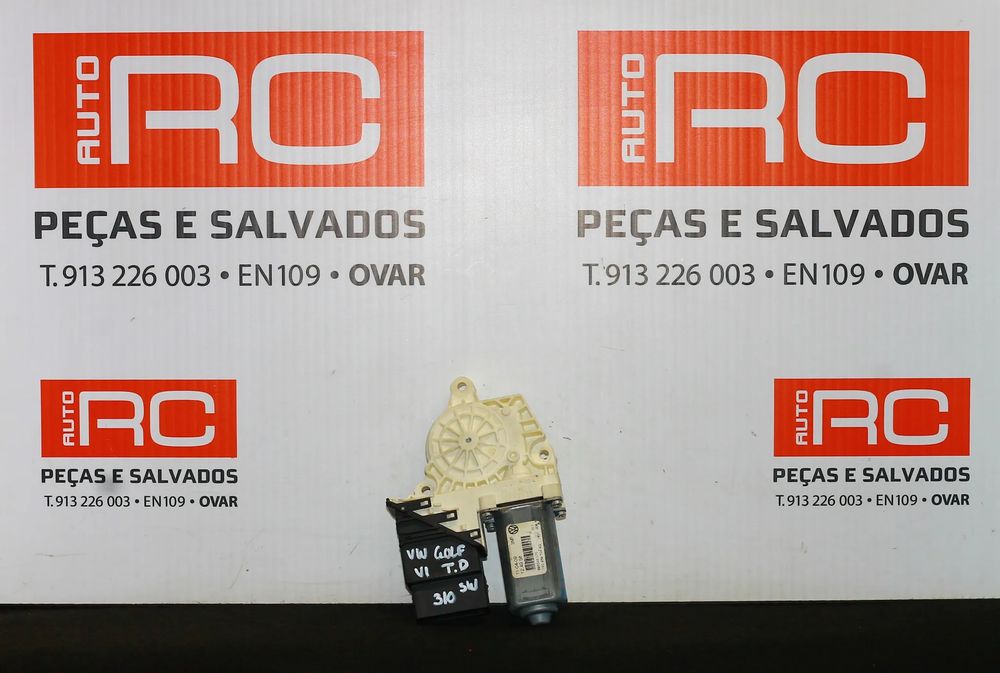 AUTO RC
PEÇAS E SALVADOS
T. 913 226 003 • EN109 • OVAR
AUTO RC
PEÇAS E SALVADOS
T. 913 226 003 • EN109 • OVAR
AUTO RC
PEÇAS E SALVADOS
T. 913 226 003 • EN109 • OVAR
AUTO RC
PEÇAS E SALVADOS
T. 913 226 003 • EN109 • OVAR
VW GOLF
VI T.D
SW
310